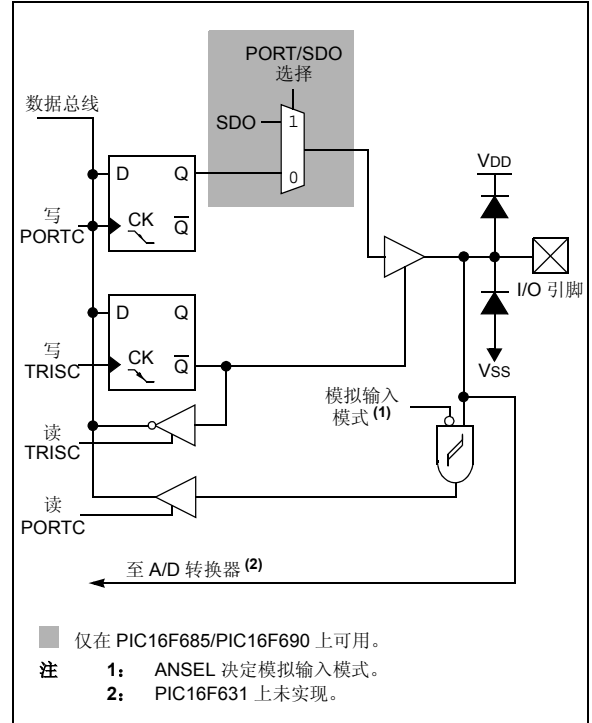 PORT/SDO
选择
数据总线
SDO
1
0
D
Q
写
PORTC
CK
Q
VDD
I/O 引脚
VSS
D
Q
写
TRISC
CK
Q
模拟输入
模式 (1)
读
TRISC
读
PORTC
至 A/D 转换器 (2)
仅在 PIC16F685/PIC16F690 上可用。
注 1： ANSEL 决定模拟输入模式。
2： PIC16F631 上未实现。